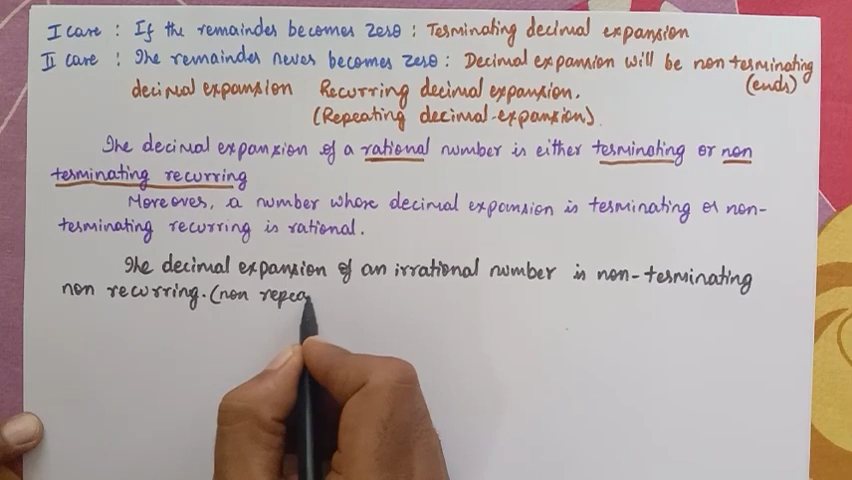 I case : If the remainder becomes zero : Terminating decimal expansion
II case : The remainder never becomes zero : Decimal expansion will be non terminating
(ends)
decimal expansion Recurring decimal expansion.
(Repeating decimal expansion).
The decimal expansion of a rational number is either terminating or non
terminating recurring
Moreover, a number whose decimal expansion is terminating or non-
terminating recurring is rational.
The decimal expansion of an irrational number is non-terminating
non recurring. (non repea